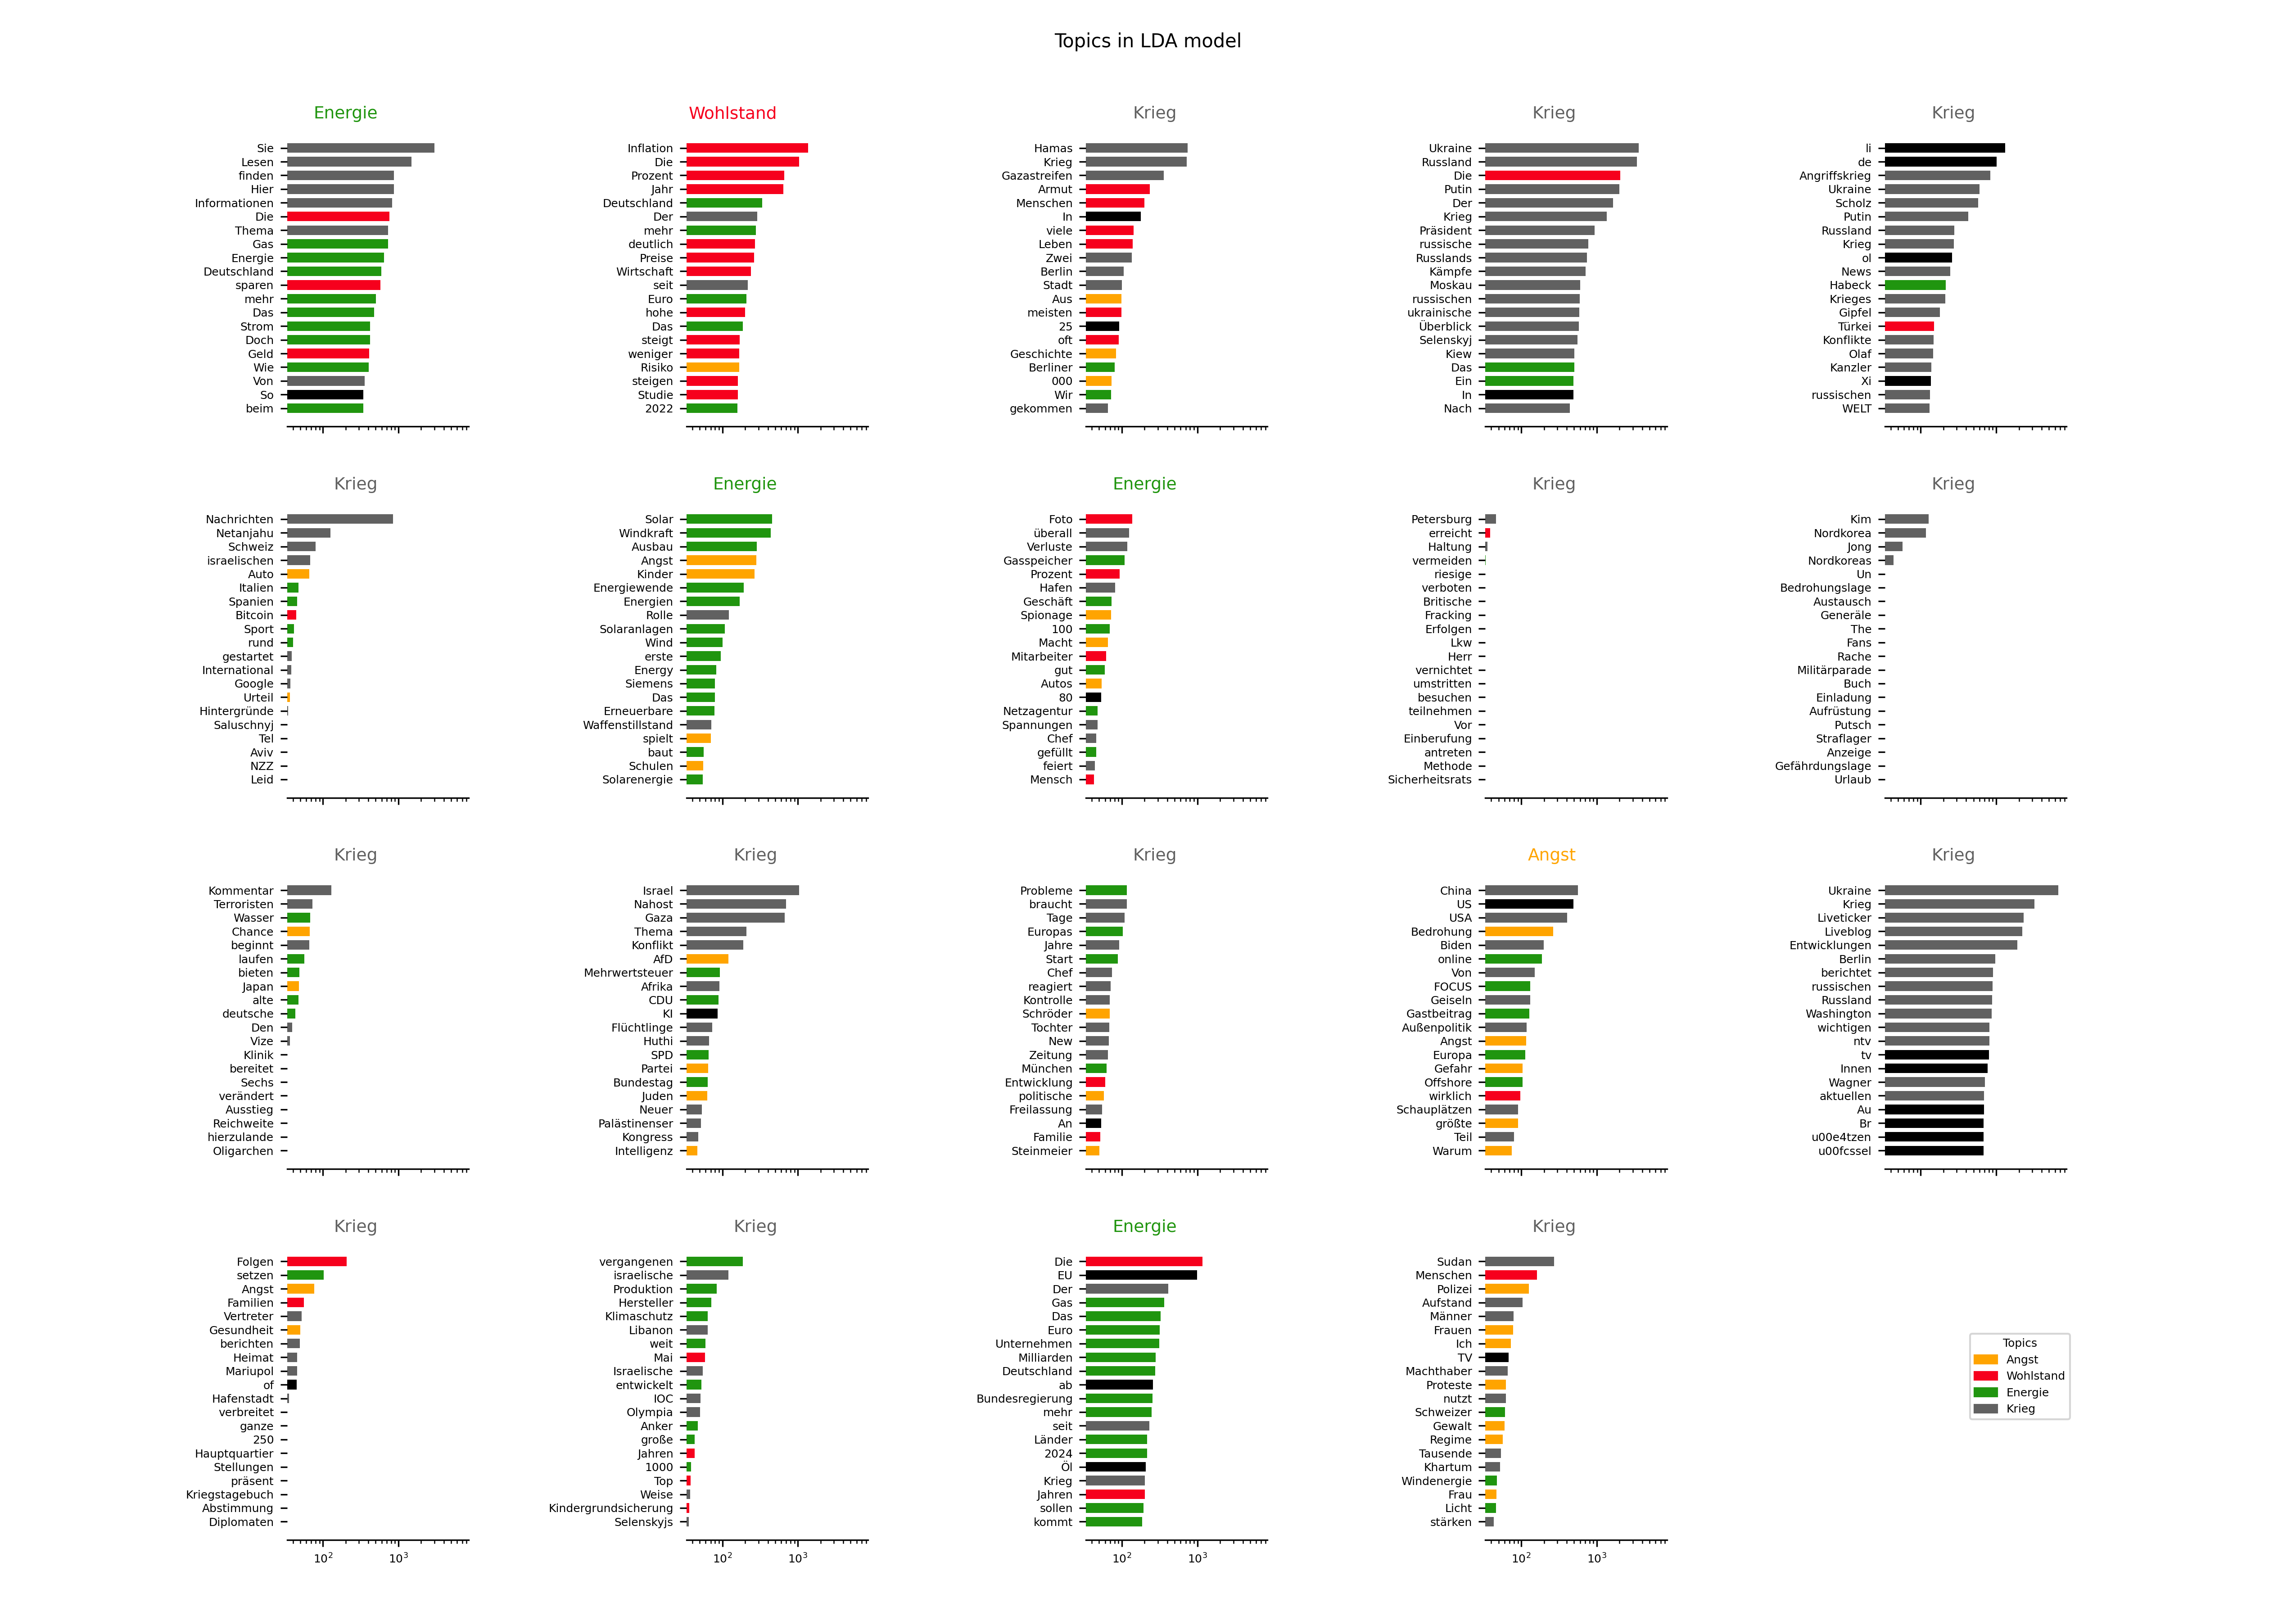 Topics in LDA model
Energie
Sie
Lesen
finden
Hier
Informationen
Die
Thema
Gas
Energie
Deutschland
sparen
mehr
Das
Strom
Doch
Geld
Wie
Von
So
beim
Wohlstand
Inflation
Die
Prozent
Jahr
Deutschland
Der
mehr
deutlich
Preise
Wirtschaft
seit
Euro
hohe
Das
steigt
weniger
Risiko
steigen
Studie
2022
Krieg
Hamas
Krieg
Gazastreifen
Armut
Menschen
In
viele
Leben
Zwei
Berlin
Stadt
Aus
meisten
25
oft
Geschichte
Berliner
000
Wir
gekommen
Krieg
Ukraine
Russland
Die
Putin
Der
Krieg
Präsident
russische
Russlands
Kämpfe
Moskau
russischen
ukrainische
Überblick
Selenskyj
Kiew
Das
Ein
In
Nach
Krieg
li
de
Angriffskrieg
Ukraine
Scholz
Putin
Russland
Krieg
ol
News
Habeck
Krieges
Gipfel
Türkei
Konflikte
Olaf
Kanzler
Xi
russischen
WELT
Krieg
Nachrichten
Netanjahu
Schweiz
israelischen
Auto
Italien
Spanien
Bitcoin
Sport
rund
gestartet
International
Google
Urteil
Hintergründe
Saluschnyj
Tel
Aviv
NZZ
Leid
Energie
Solar
Windkraft
Ausbau
Angst
Kinder
Energiewende
Energien
Rolle
Solaranlagen
Wind
erste
Energy
Siemens
Das
Erneuerbare
Waffenstillstand
spielt
baut
Schulen
Solarenergie
Energie
Foto
überall
Verluste
Gasspeicher
Prozent
Hafen
Geschäft
Spionage
100
Macht
Mitarbeiter
gut
Autos
80
Netzagentur
Spannungen
Chef
gefüllt
feiert
Mensch
Krieg
Petersburg
erreicht
Haltung
vermeiden
riesige
verboten
Britische
Fracking
Erfolgen
Lkw
Herr
vernichtet
umstritten
besuchen
teilnehmen
Vor
Einberufung
antreten
Methode
Sicherheitsrats
Krieg
Kim
Nordkorea
Jong
Nordkoreas
Un
Bedrohungslage
Austausch
Generäle
The
Fans
Rache
Militärparade
Buch
Einladung
Aufrüstung
Putsch
Straflager
Anzeige
Gefährdungslage
Urlaub
Krieg
Kommentar
Terroristen
Wasser
Chance
beginnt
laufen
bieten
Japan
alte
deutsche
Den
Vize
Klinik
bereitet
Sechs
verändert
Ausstieg
Reichweite
hierzulande
Oligarchen
Krieg
Israel
Nahost
Gaza
Thema
Konflikt
AfD
Mehrwertsteuer
Afrika
CDU
KI
Flüchtlinge
Huthi
SPD
Partei
Bundestag
Juden
Neuer
Palästinenser
Kongress
Intelligenz
Krieg
Probleme
braucht
Tage
Europas
Jahre
Start
Chef
reagiert
Kontrolle
Schröder
Tochter
New
Zeitung
München
Entwicklung
politische
Freilassung
An
Familie
Steinmeier
Angst
China
US
USA
Bedrohung
Biden
online
Von
FOCUS
Geiseln
Gastbeitrag
Außenpolitik
Angst
Europa
Gefahr
Offshore
wirklich
Schauplätzen
größte
Teil
Warum
Krieg
Ukraine
Krieg
Liveticker
Liveblog
Entwicklungen
Berlin
berichtet
russischen
Russland
Washington
wichtigen
ntv
tv
Innen
Wagner
aktuellen
Au
Br
u00e4tzen
u00fcssel
Krieg
Folgen
setzen
Angst
Familien
Vertreter
Gesundheit
berichten
Heimat
Mariupol
of
Hafenstadt
verbreitet
ganze
250
Hauptquartier
Stellungen
präsent
Kriegstagebuch
Abstimmung
Diplomaten
10² 10³
Krieg
vergangenen
israelische
Produktion
Hersteller
Klimaschutz
Libanon
weit
Mai
Israelische
entwickelt
IOC
Olympia
Anker
große
Jahren
1000
Top
Weise
Kindergrundsicherung
Selenskyjs
10² 10³
Energie
Die
EU
Der
Gas
Das
Euro
Unternehmen
Milliarden
Deutschland
ab
Bundesregierung
mehr
seit
Länder
2024
Öl
Krieg
Jahren
sollen
kommt
10² 10³
Krieg
Sudan
Menschen
Polizei
Aufstand
Männer
Frauen
Ich
TV
Machthaber
Proteste
nutzt
Schweizer
Gewalt
Regime
Tausende
Khartum
Windenergie
Frau
Licht
stärken
10² 10³
Topics
Angst
Wohlstand
Energie
Krieg